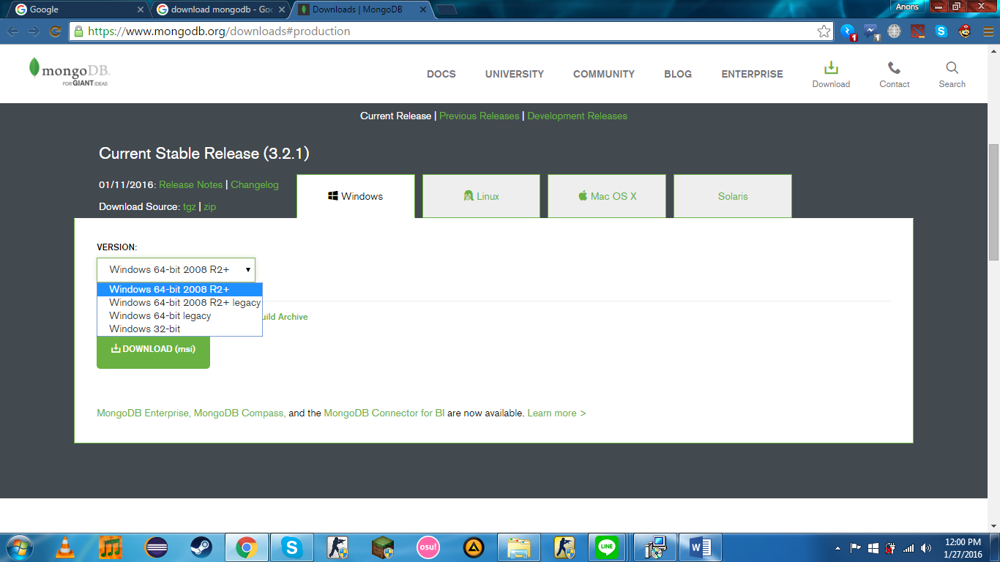 Google
download mongodb - Goo
Downloads | MongoDB
Anons
https://www.mongodb.org/downloads#production
1
1
mongoDB.
FOR GIANT IDEAS
DOCS
UNIVERSITY
COMMUNITY
BLOG
ENTERPRISE
Download
Contact
Search
Current Release | Previous Releases | Development Releases
Current Stable Release (3.2.1)
01/11/2016: Release Notes | Changelog
Download Source: tgz | zip
Windows
Linux
Mac OS X
Solaris
VERSION:
Windows 64-bit 2008 R2+
Windows 64-bit 2008 R2+
Windows 64-bit 2008 R2+ legacy
Windows 64-bit legacy
Windows 32-bit
uild Archive
DOWNLOAD (msi)
MongoDB Enterprise, MongoDB Compass, and the MongoDB Connector for BI are now available. Learn more >
osu!
LINE
12:00 PM
1/27/2016